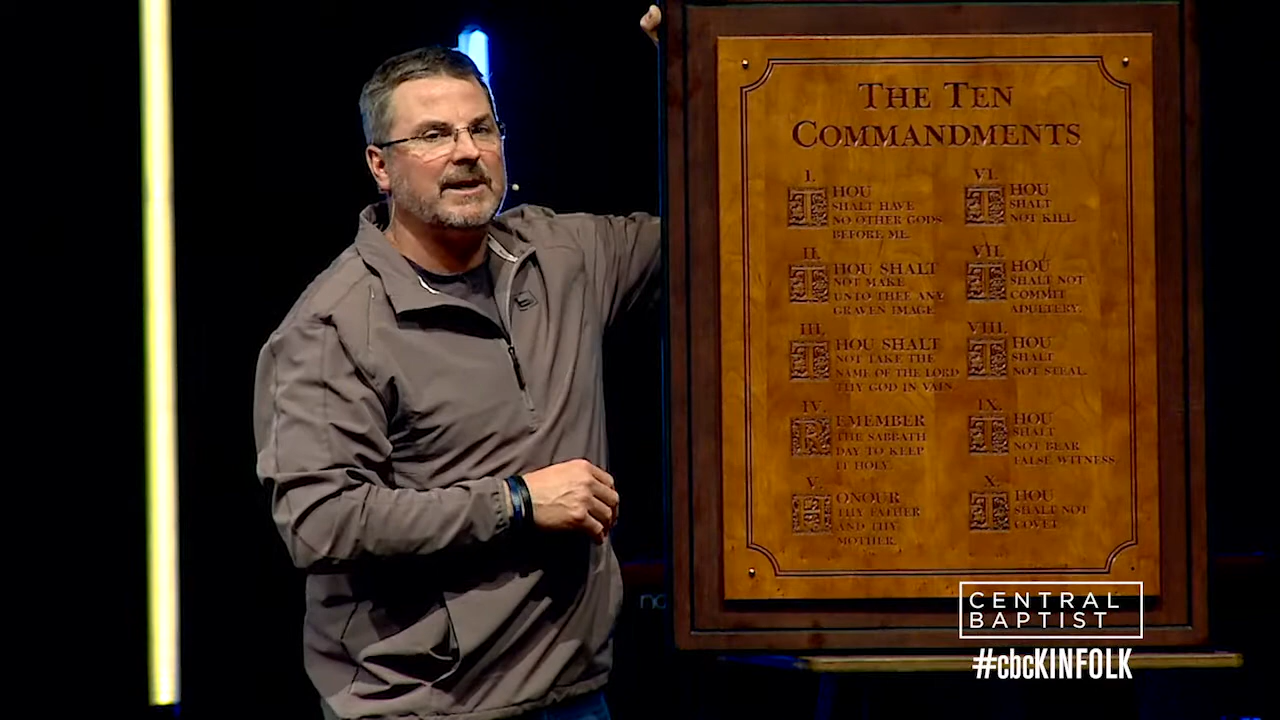 THE TEN
COMMANDMENTS
I.
THOU
SHALT HAVE
NO OTHER GODS
BEFORE ME.
II.
THOU SHALT
NOT MAKE
UNTO THEE ANY
GRAVEN IMAGE
III.
THOU SHALT
NOT TAKE THE
NAME OF THE LORD
THY GOD IN VAIN
IV.
REMEMBER
THE SABBATH
DAY TO KEEP
IT HOLY.
V.
HONOUR
THY FATHER
AND THY
MOTHER.
VI.
THOU
SHALT
NOT KILL
VII.
THOU
SHALT NOT
COMMIT
ADULTERY.
VIII.
THOU
SHALT
NOT STEAL.
IX.
THOU
SHALT
NOT BEAR
FALSE WITNESS
X.
THOU
SHALT NOT
COVET
CENTRAL
BAPTIST
#cbcKINFOLK